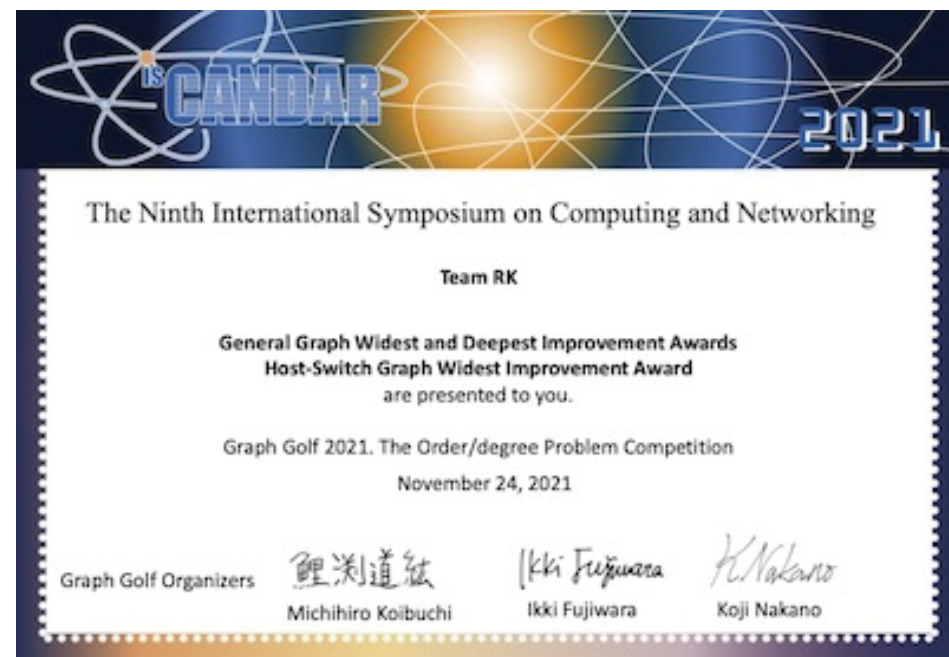 IS
CANDAR
2021
The Ninth International Symposium on Computing and Networking
Team RK
General Graph Widest and Deepest Improvement Awards
Host-Switch Graph Widest Improvement Award
are presented to you.
Graph Golf 2021. The Order/degree Problem Competition
November 24, 2021
Graph Golf Organizers
鯉渕道紘
Ikki Fujiwara
K.Nakano
Michihiro Koibuchi
Ikki Fujiwara
Koji Nakano